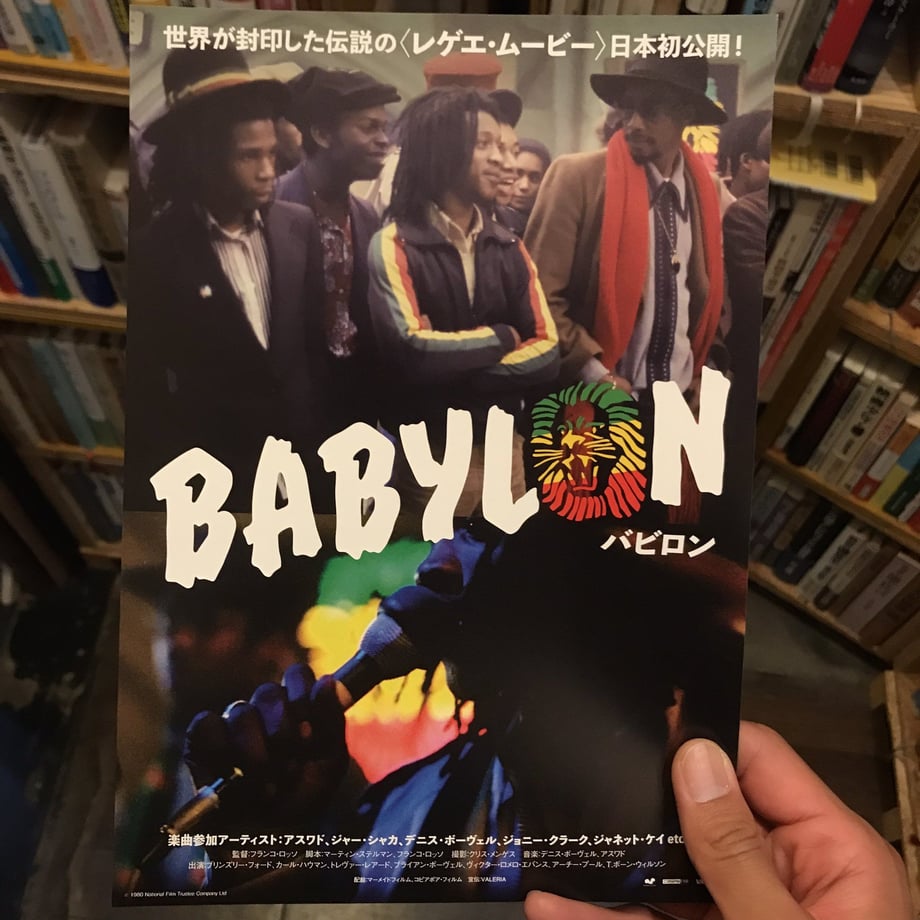 世界が封印した伝説の〈レゲエ・ムービー〉日本初公開！
BABYLON
バビロン
楽曲参加アーティスト：アスワド、ジャー・シャカ、デニス・ボーヴェル、ジョニー・クラーク、ジャネット・ケイ etc
監督：フランコ・ロッソ 脚本：マーティン・ステルマン、フランコ・ロッソ 撮影：クリス・メンゲス 音楽：デニス・ボーヴェル、アスワド
出演：ブリンズリー・フォード、カール・ハウマン、トレヴァー・レアード、ブライアン・ボーヴェル、ヴィクター・ロメロ・エバンス、アーチー・プール、T.ボーン・ウィルソン
配給：マーメイドフィルム、コピアポア・フィルム 宣伝：VALERIA
© 1980 National Film Trustee Company Ltd